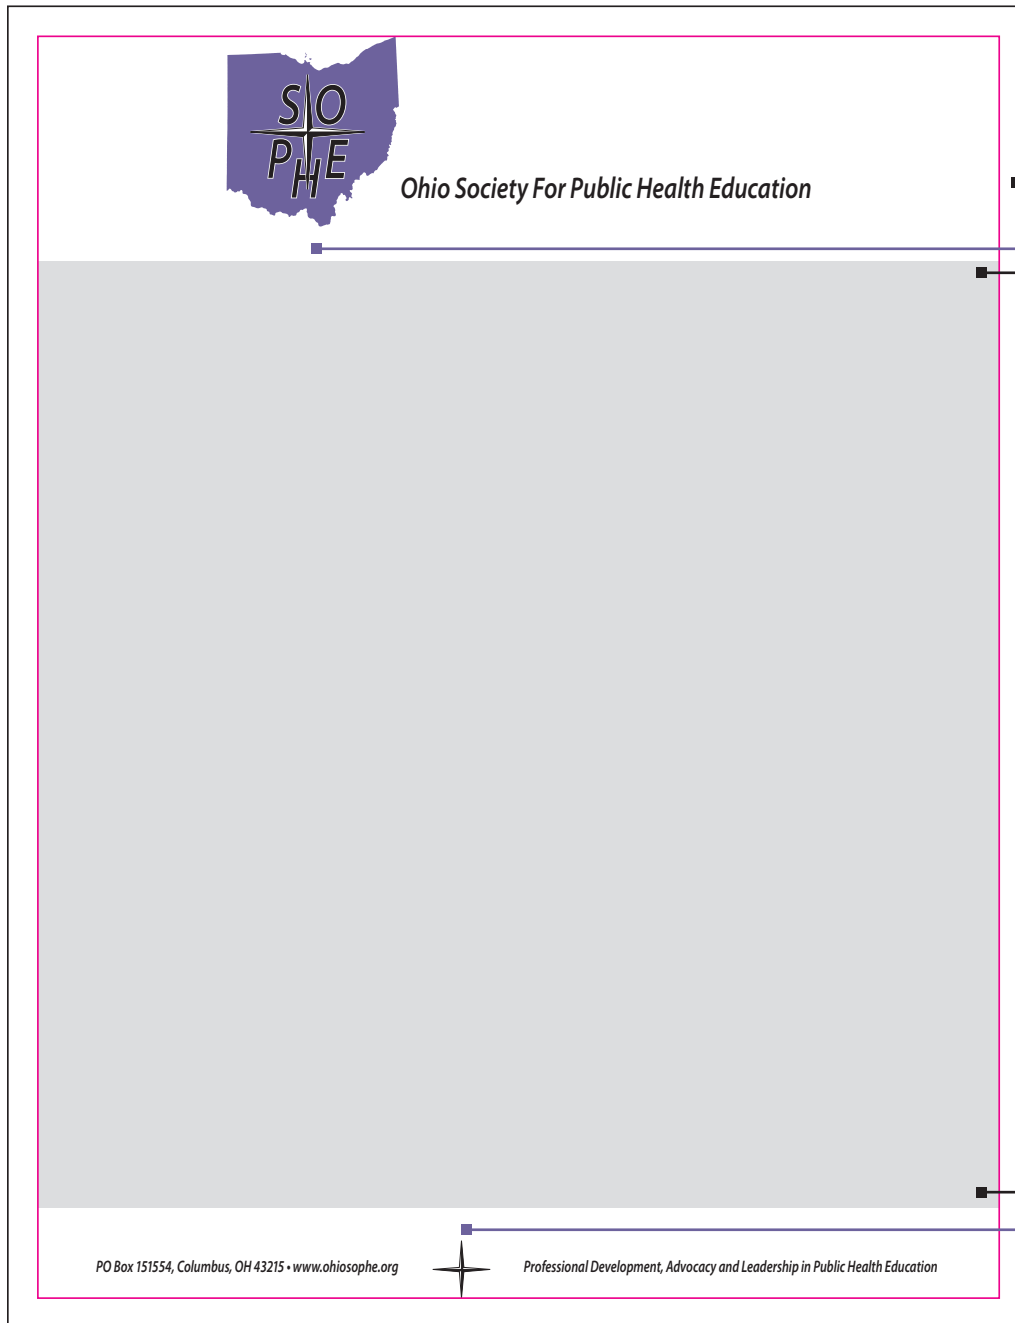 S O
P H E
Ohio Society For Public Health Education
PO Box 151554, Columbus, OH 43215 • www.ohiosophe.org
Professional Development, Advocacy and Leadership in Public Health Education